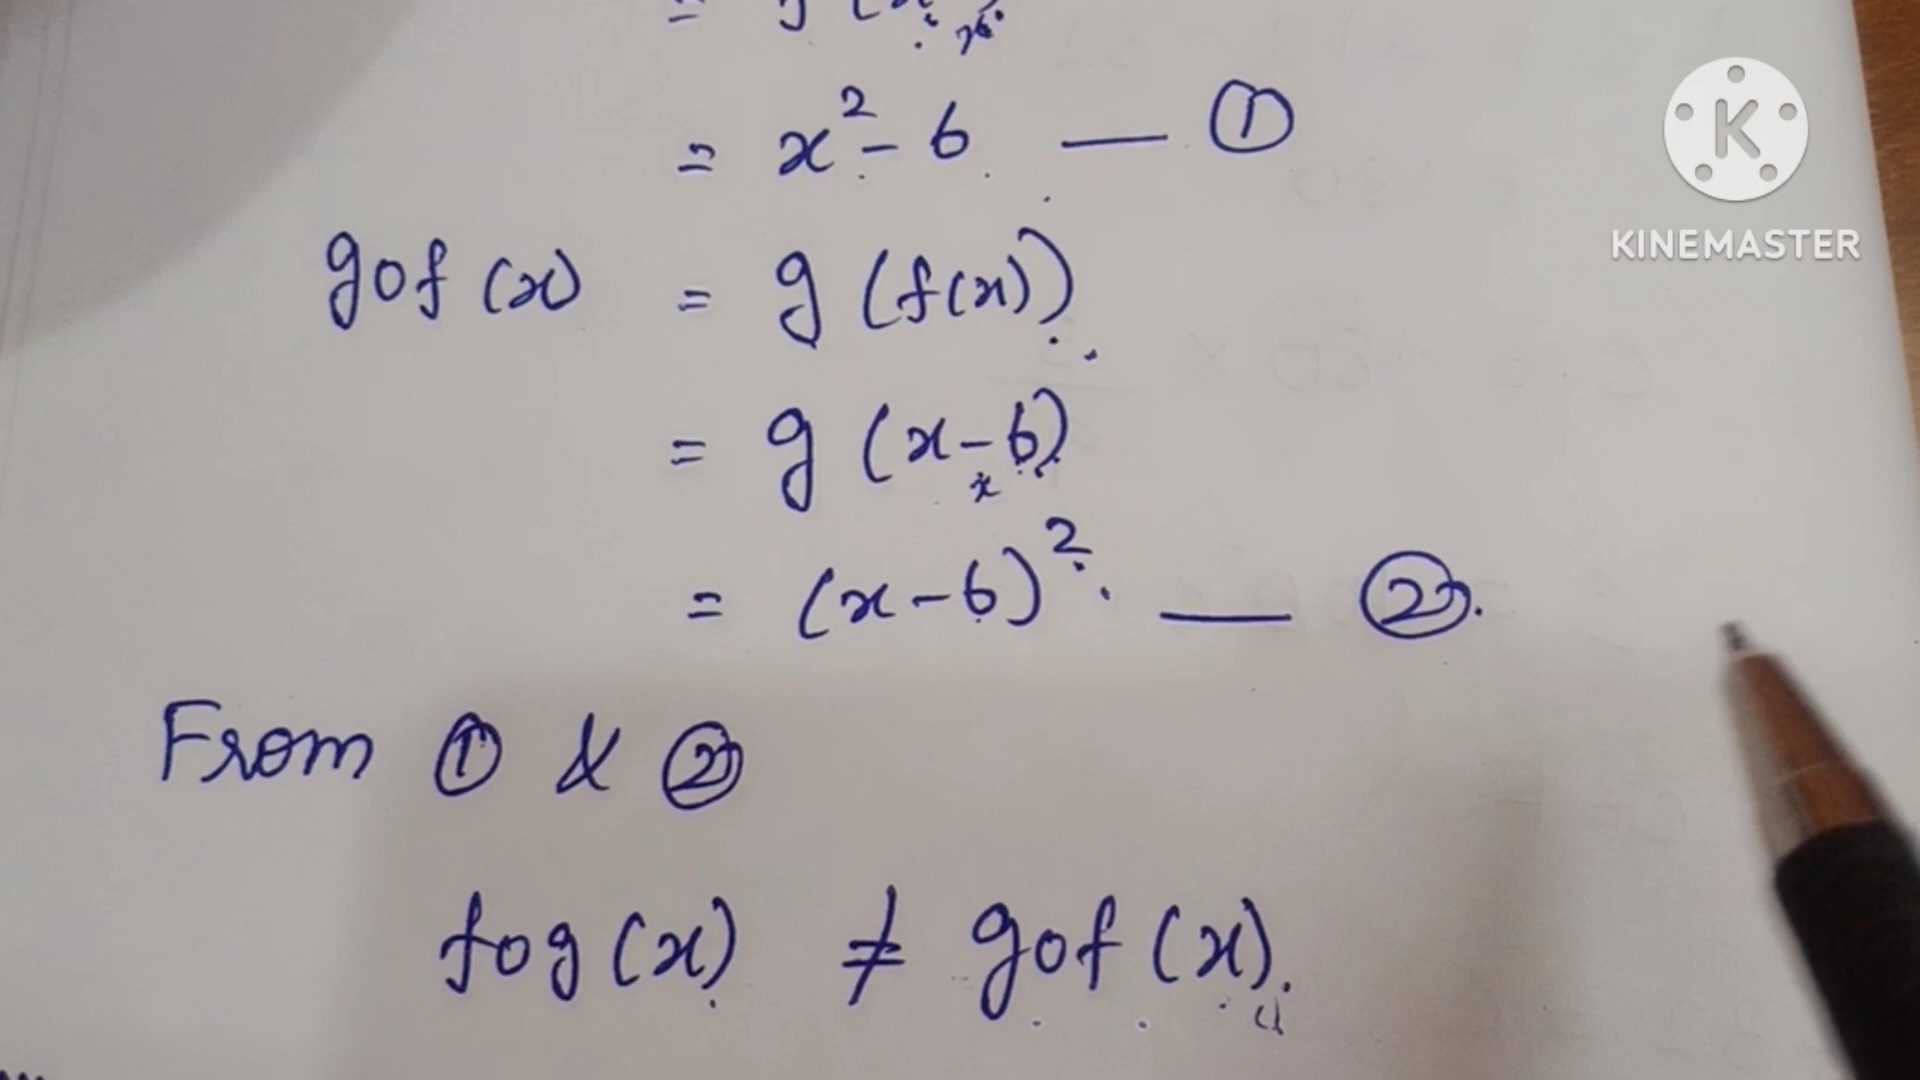 = x² - 6 — ①
K
KINEMASTER
gof (x) = g (f(x))
= g (x-6)
x
= (x-6)². — ②.
From ① & ②
fog (x) ≠ gof (x).